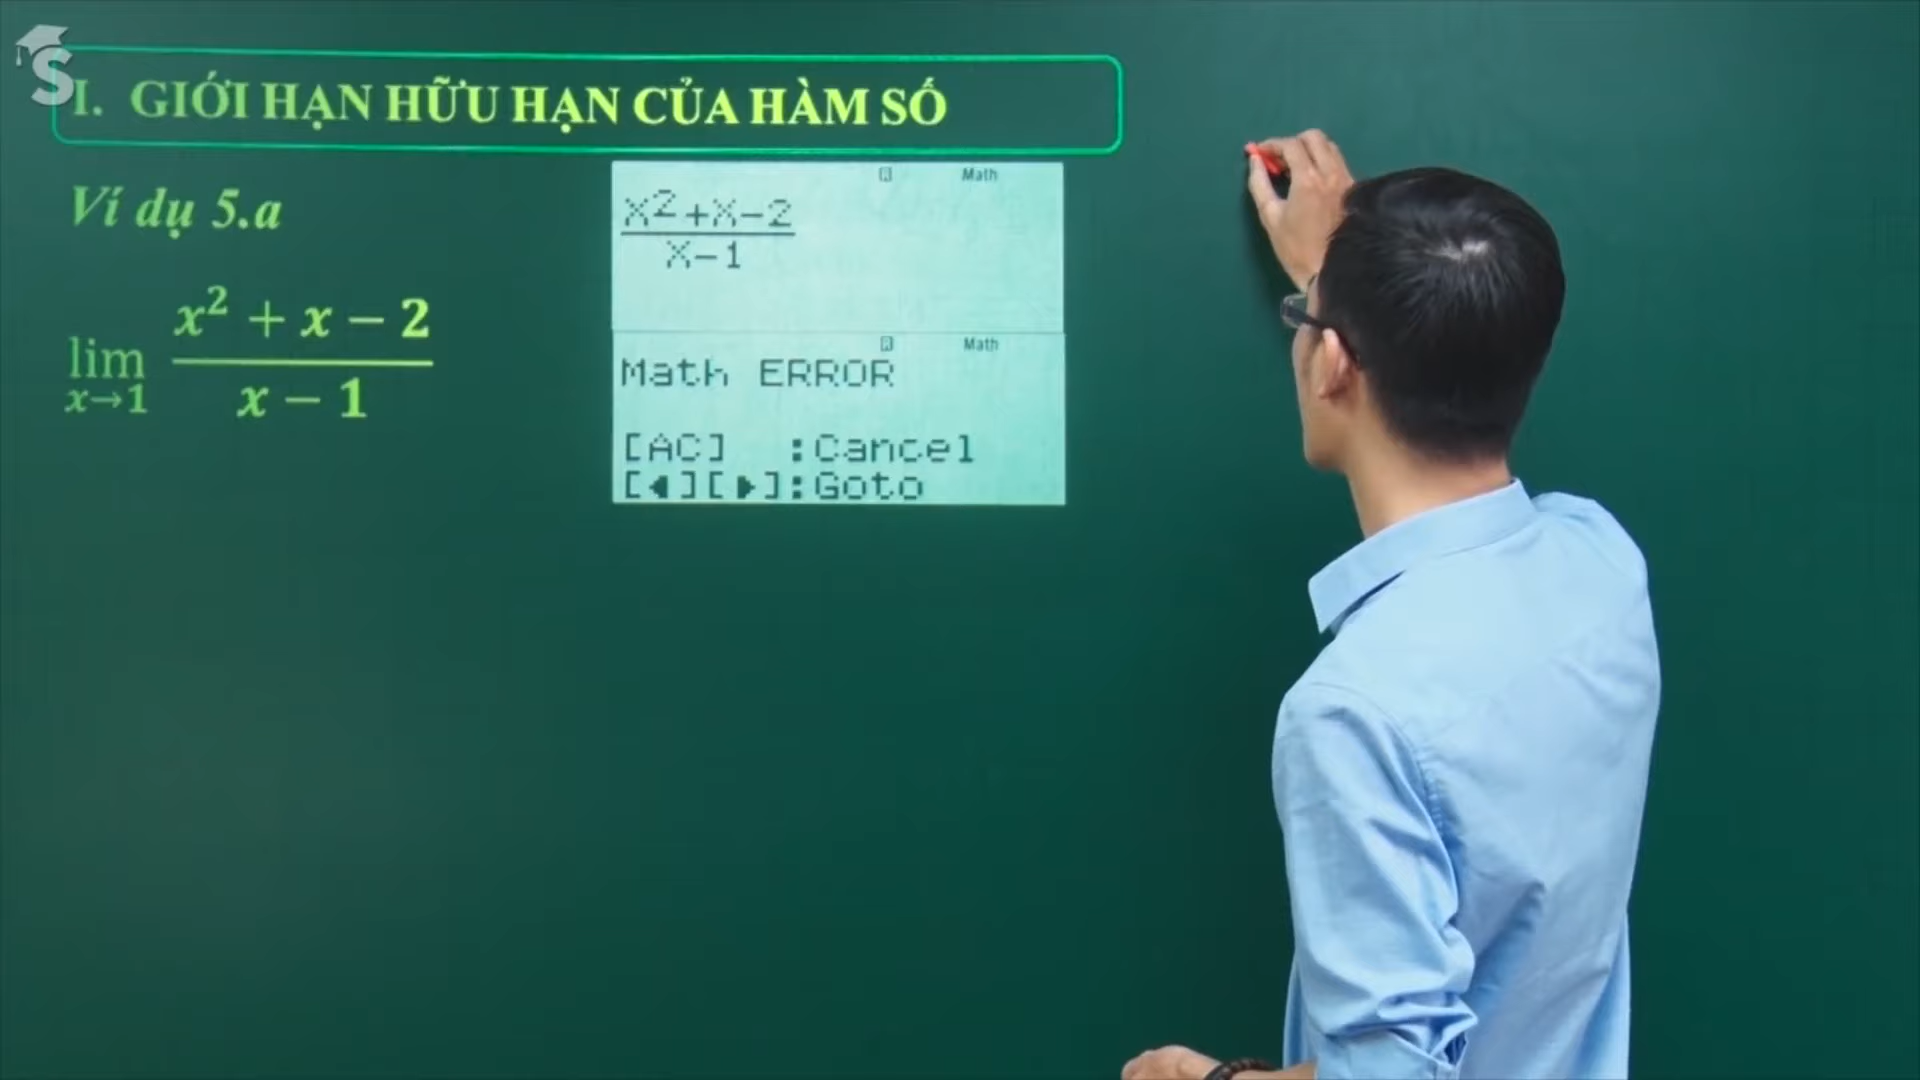 S
I. GIỚI HẠN HỮU HẠN CỦA HÀM SỐ
Ví dụ 5.a
lim x→1 (x² + x − 2)/(x − 1)
Math
(X²+X−2)/(X−1)
Math
Math ERROR
[AC] :Cancel
[◀][▶]:Goto